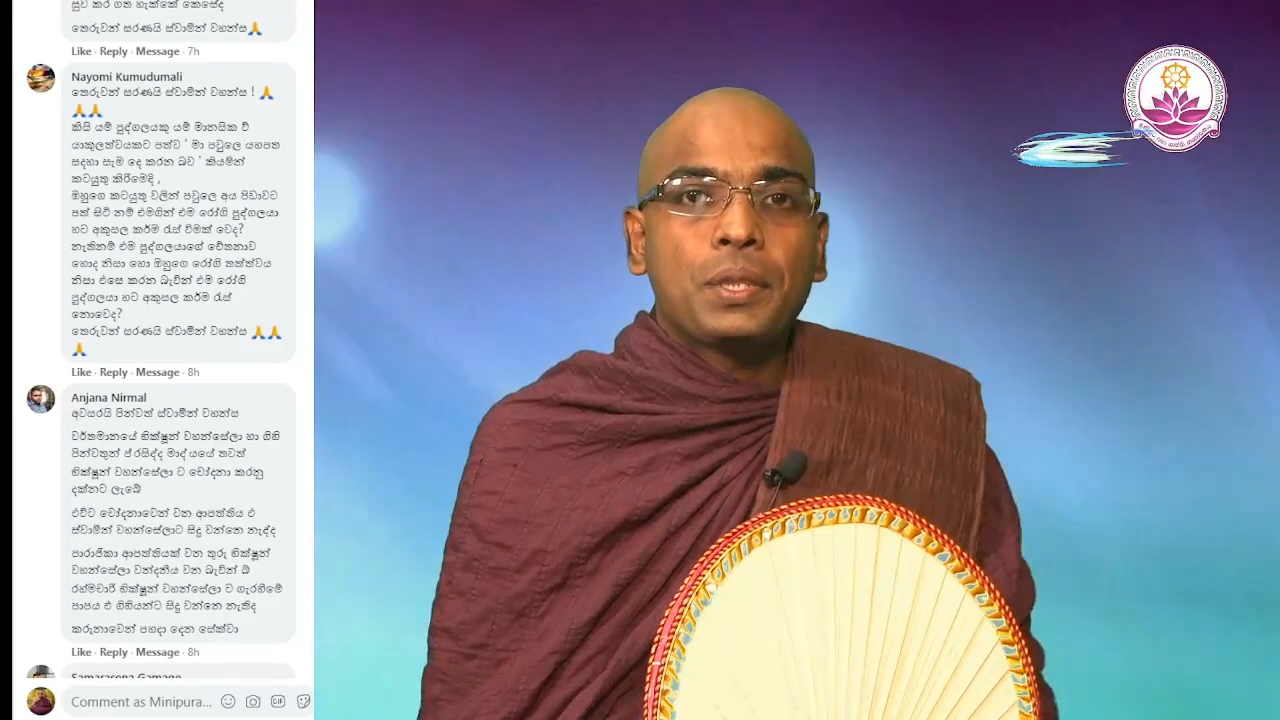 සුව කර ගත හැක්කේ කෙසේද
තෙරුවන් සරණයි ස්වාමීන් වහන්ස🙏
Like · Reply · Message · 7h
Nayomi Kumudumali
තෙරුවන් සරණයි ස්වාමීන් වහන්ස ! 🙏
🙏🙏
කිසි යම් පුද්ගලයකු යම් මානසික ව්
යාකුලත්වයකට පත්ව ' මා පවුලෙ යහපත
සඳහා සැම දෙ කරන බව ' කියමින්
කටයුතු කිරීමෙදි ,
ඔහුගෙ කටයුතු වලින් පවුලෙ අය පීඩාවට
පත් සිටී නම් එමගින් එම රෝගි පුද්ගලයා
හට අකුසල කර්ම රැස් වීමක් වෙද?
නැතිනම් එම පුද්ගලයාගේ චේතනාව
හොද නිසා හො ඔහුගෙ රෝගි තත්ත්වය
නිසා එසෙ කරන බැවින් එම රෝගි
පුද්ගලයා හට අකුසල කර්ම රැස්
නොවෙද?
තෙරුවන් සරණයි ස්වාමීන් වහන්ස 🙏🙏
🙏
Like · Reply · Message · 8h
Anjana Nirmal
අවසරයි පින්වත් ස්වාමීන් වහන්ස
වර්තමානයේ භික්ෂූන් වහන්සේලා හා ගිහි
පින්වතුන් ප්රසිද්ද මාද්යයේ තවත්
භික්ෂූන් වහන්සේලා ට චෝදනා කරනු
දක්නට ලැබේ
එවිට චෝදනාවෙන් වන ආපත්තිය එ
ස්වාමීන් වහන්සෙලාට සිදු වන්නෙ නැද්ද
පාරාජිකා ආපත්තියක් වන තුරු භික්ෂූන්
වහන්සේලා වන්දනීය වන බැවින් බ්
රහ්මචාරී භික්ෂූන් වහන්සේලා ට ගැරහීමේ
පාපය එ ගිහියන්ට සිදු වන්නෙ නැතිද
කරුනාවෙන් පහදා දෙන සේක්වා
Like · Reply · Message · 8h
Samarasena Gamage
Comment as Minipura...
GIF